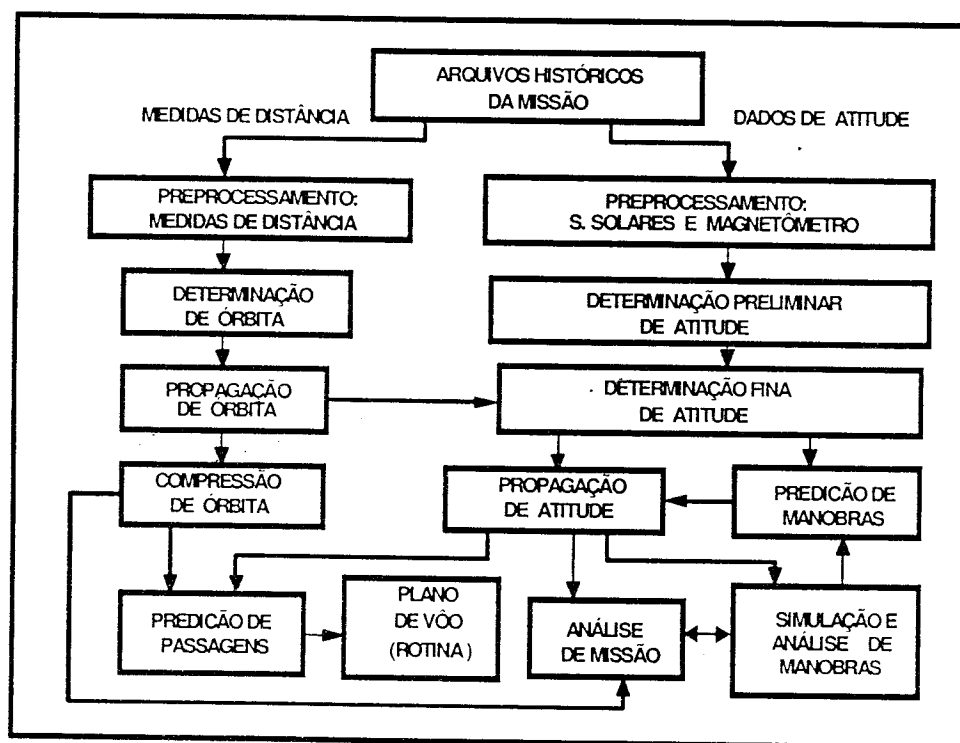 ARQUIVOS HISTÓRICOS
DA MISSÃO
MEDIDAS DE DISTÂNCIA
DADOS DE ATITUDE
PREPROCESSAMENTO:
MEDIDAS DE DISTÂNCIA
PREPROCESSAMENTO:
S. SOLARES E MAGNETÔMETRO
DETERMINAÇÃO
DE ÓRBITA
DETERMINAÇÃO PRELIMINAR
DE ATITUDE
PROPAGAÇÃO
DE ÓRBITA
DETERMINAÇÃO FINA
DE ATITUDE
COMPRESSÃO
DE ÓRBITA
PROPAGAÇÃO
DE ATITUDE
PREDIÇÃO DE
MANOBRAS
PREDIÇÃO DE
PASSAGENS
PLANO
DE VÔO
(ROTINA)
ANÁLISE
DE MISSÃO
SIMULAÇÃO E
ANÁLISE DE
MANOBRAS